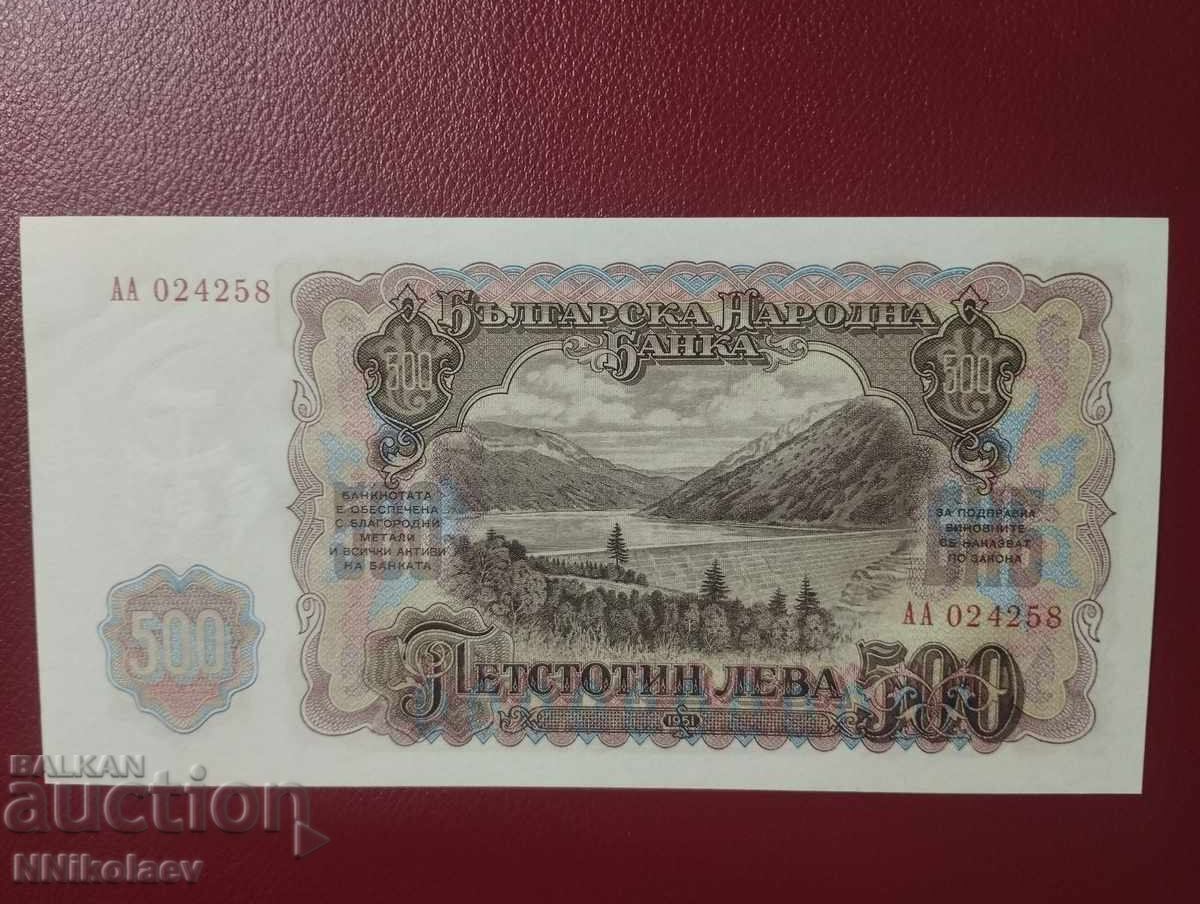 АА 024258
БЪЛГАРСКА НАРОДНА
БАНКА
500
500
БАНКНОТАТА
Е ОБЕСПЕЧЕНА
С БЛАГОРОДНИ
МЕТАЛИ
И ВСИЧКИ АКТИВИ
НА БАНКАТА
ЗА ПОДПРАВКА
ВИНОВНИТЕ
СЕ НАКАЗВАТ
ПО ЗАКОНА
АА 024258
500
ПЕТСТОТИН ЛЕВА 500
1951
BALKAN
auction
NNikolaev